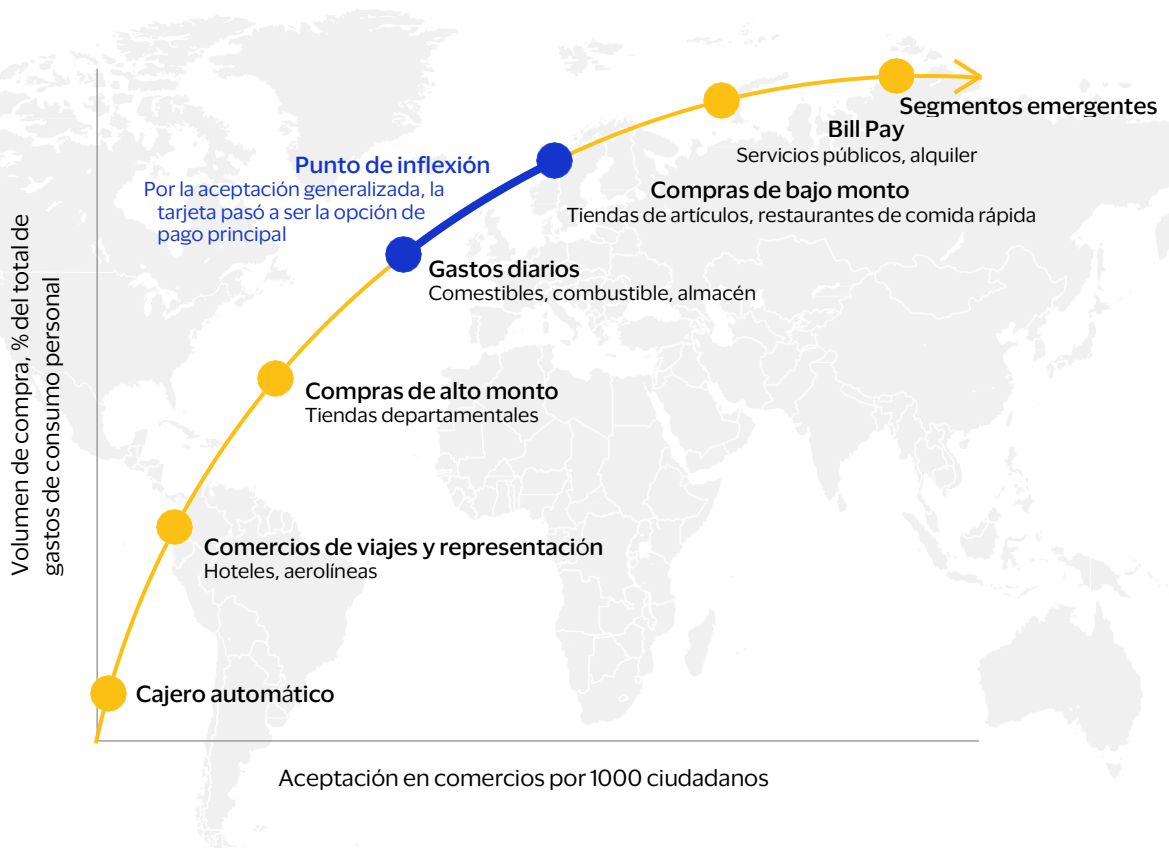 Segmentos emergentes
Bill Pay
Servicios públicos, alquiler
Punto de inflexión
Por la aceptación generalizada, la
tarjeta pasó a ser la opción de
pago principal
Compras de bajo monto
Tiendas de artículos, restaurantes de comida rápida
Gastos diarios
Comestibles, combustible, almacén
Compras de alto monto
Tiendas departamentales
Comercios de viajes y representación
Hoteles, aerolíneas
Cajero automático
Volumen de compra, % del total de
gastos de consumo personal
Aceptación en comercios por 1000 ciudadanos